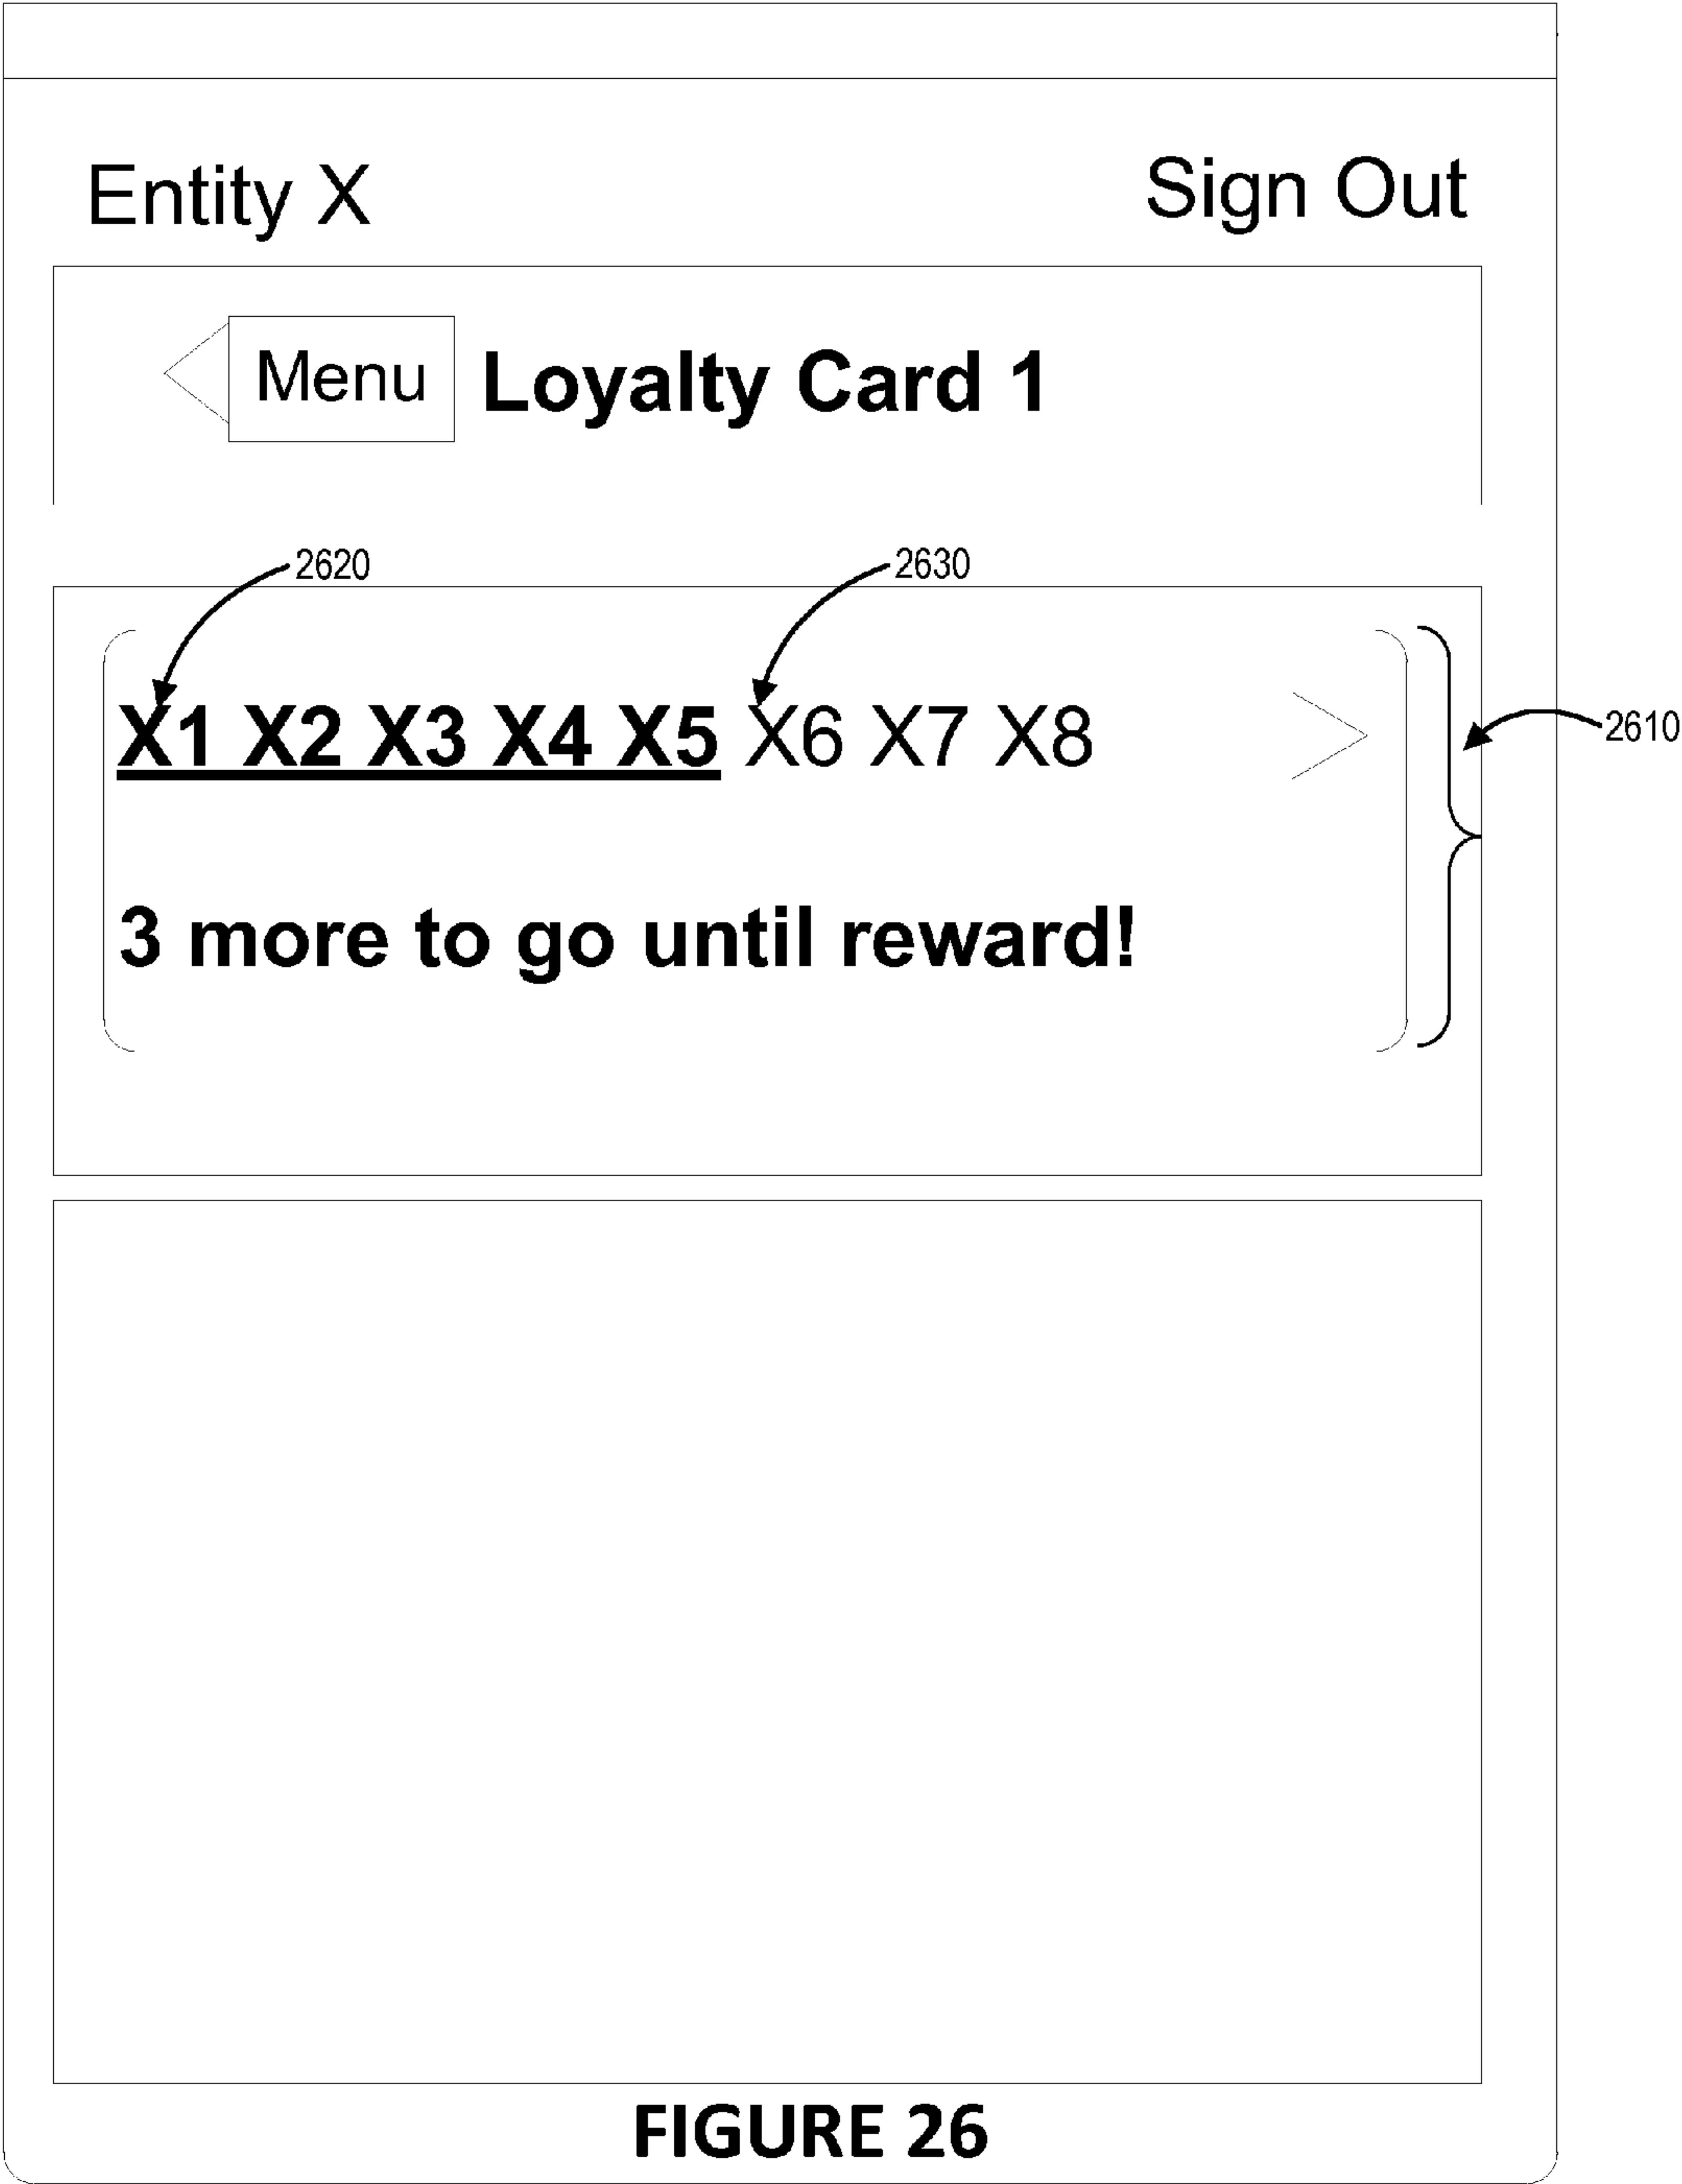 Entity X Sign Out
Menu Loyalty Card 1
2620 2630
X1 X2 X3 X4 X5 X6 X7 X8
2610
3 more to go until reward!
FIGURE 26